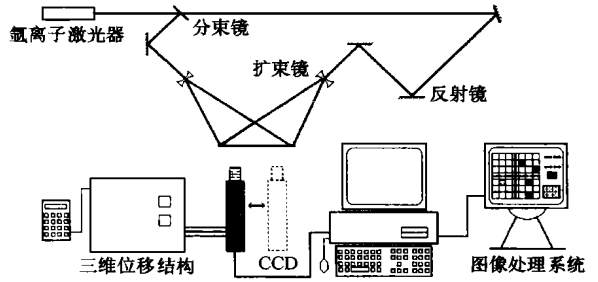 氩离子激光器
分束镜
扩束镜
反射镜
三维位移结构
CCD
图像处理系统